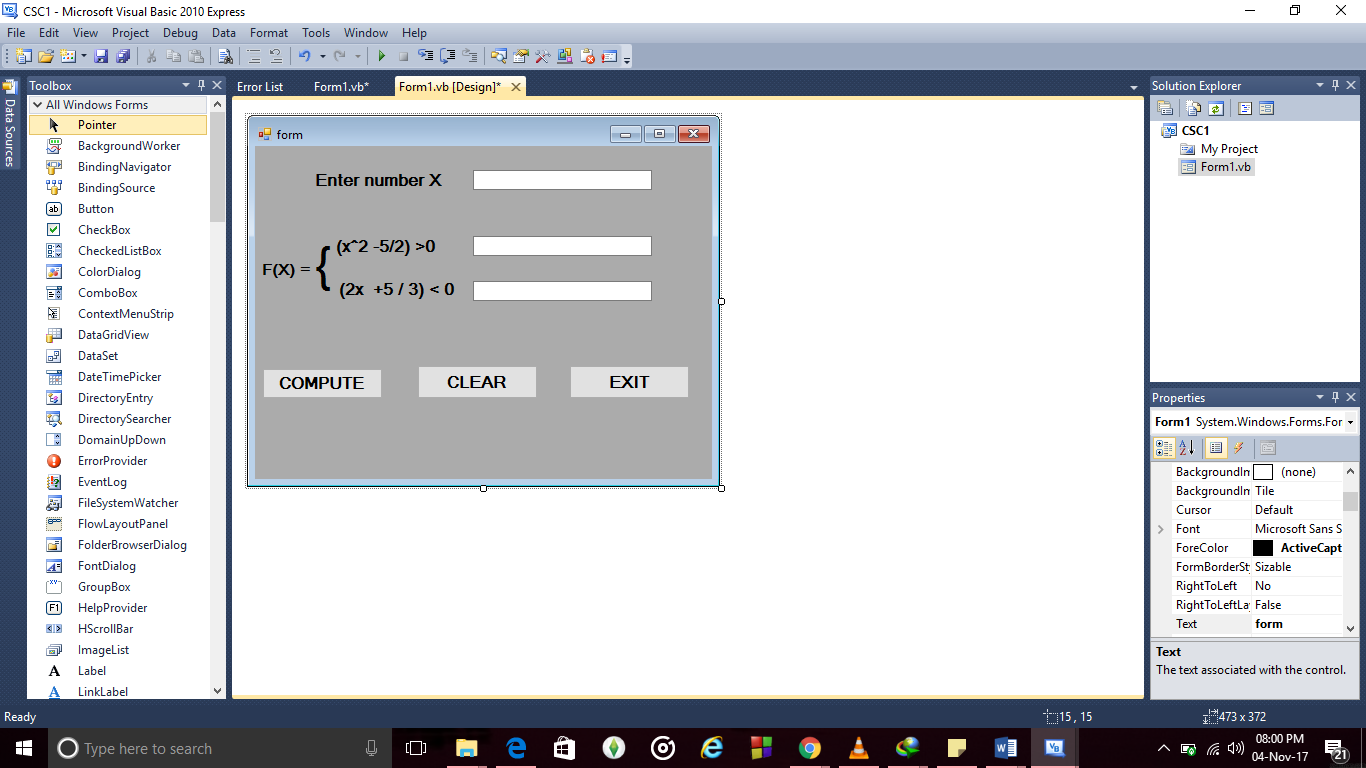 CSC1 - Microsoft Visual Basic 2010 Express
File Edit View Project Debug Data Format Tools Window Help
Data Sources
Toolbox
All Windows Forms
Pointer
BackgroundWorker
BindingNavigator
BindingSource
Button
CheckBox
CheckedListBox
ColorDialog
ComboBox
ContextMenuStrip
DataGridView
DataSet
DateTimePicker
DirectoryEntry
DirectorySearcher
DomainUpDown
ErrorProvider
EventLog
FileSystemWatcher
FlowLayoutPanel
FolderBrowserDialog
FontDialog
GroupBox
HelpProvider
HScrollBar
ImageList
Label
LinkLabel
Error List Form1.vb* Form1.vb [Design]*
form
Enter number X
(x^2 -5/2) >0
F(X) = {
(2x +5 / 3) < 0
COMPUTE CLEAR EXIT
Solution Explorer
CSC1
My Project
Form1.vb
Properties
Form1 System.Windows.Forms.For
BackgroundIn (none)
BackgroundIn Tile
Cursor Default
Font Microsoft Sans S
ForeColor ActiveCapt
FormBorderSty Sizable
RightToLeft No
RightToLeftLa False
Text form
Text
The text associated with the control.
Ready 15 , 15 473 x 372
Type here to search
08:00 PM
04-Nov-17
21